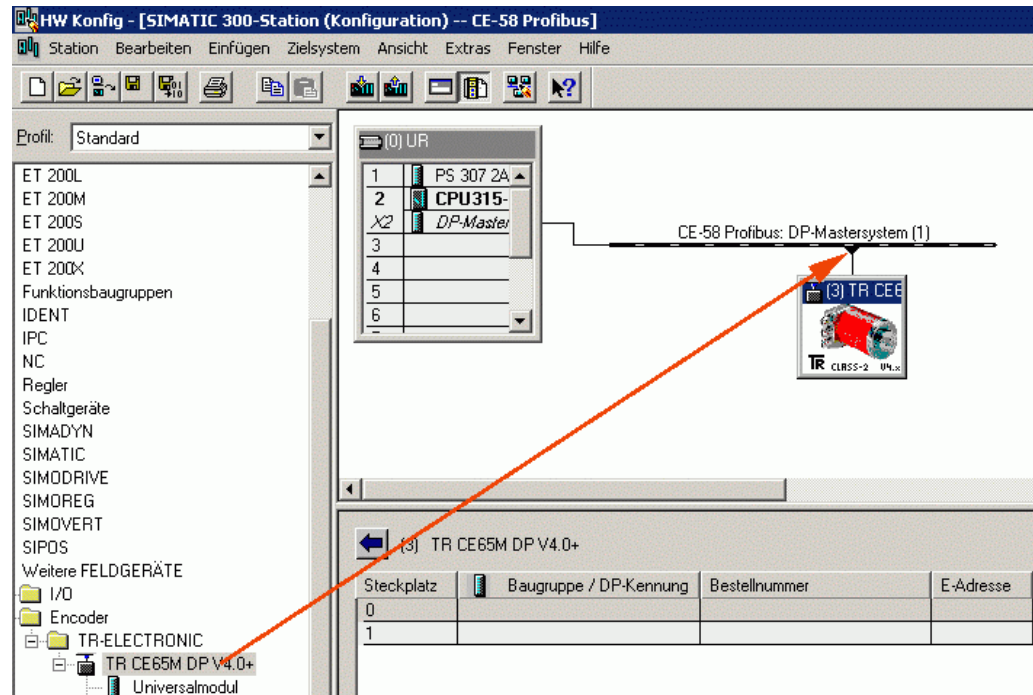 HW Konfig - [SIMATIC 300-Station (Konfiguration) -- CE-58 Profibus]
Station Bearbeiten Einfügen Zielsystem Ansicht Extras Fenster Hilfe
Profil: Standard
ET 200L
ET 200M
ET 200S
ET 200U
ET 200X
Funktionsbaugruppen
IDENT
IPC
NC
Regler
Schaltgeräte
SIMADYN
SIMATIC
SIMODRIVE
SIMOREG
SIMOVERT
SIPOS
Weitere FELDGERÄTE
I/O
Encoder
TR-ELECTRONIC
TR CE65M DP V4.0+
Universalmodul
(0) UR
1 PS 307 2A
2 CPU315-
X2 DP-Master
3
4
5
6
CE-58 Profibus: DP-Mastersystem (1)
(3) TR CE6
TR CLASS-2 V4.x
(3) TR CE65M DP V4.0+
Steckplatz Baugruppe / DP-Kennung Bestellnummer E-Adresse
0
1